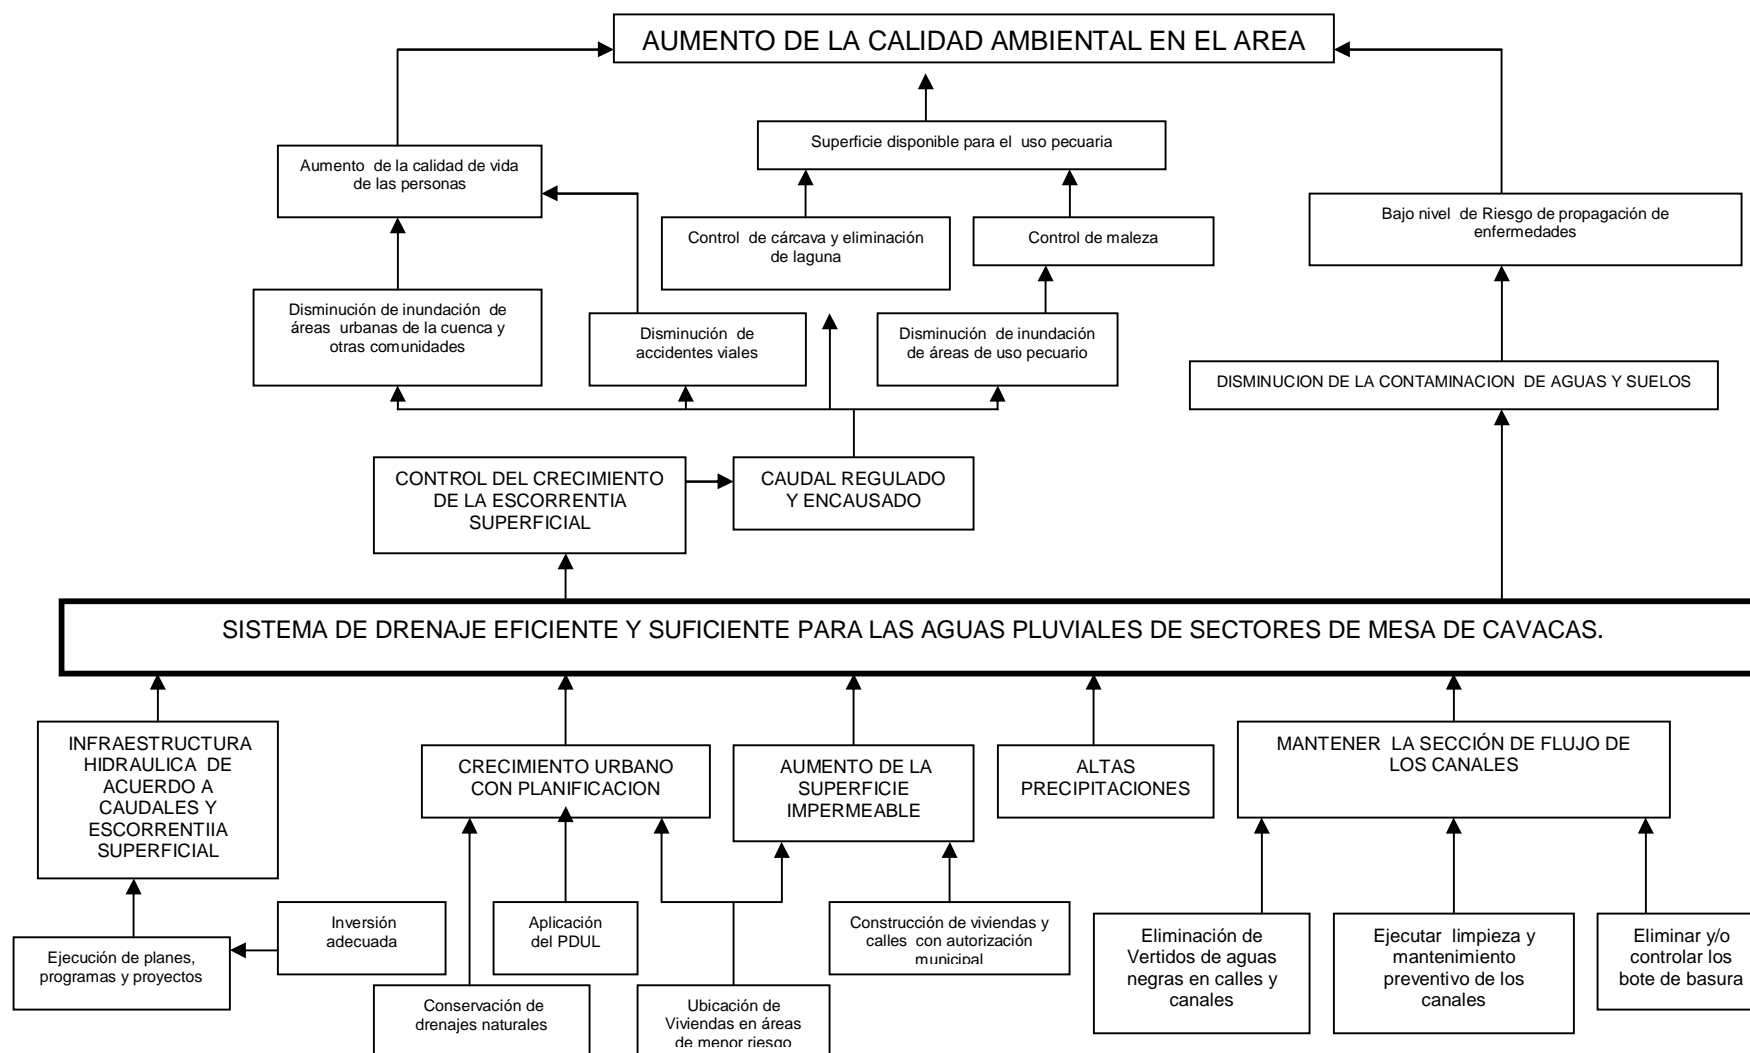 AUMENTO DE LA CALIDAD AMBIENTAL EN EL AREA
Superficie disponible para el uso pecuaria
Aumento de la calidad de vida
de las personas
Bajo nivel de Riesgo de propagación de
enfermedades
Control de cárcava y eliminación
de laguna
Control de maleza
Disminución de inundación de
áreas urbanas de la cuenca y
otras comunidades
Disminución de
accidentes viales
Disminución de inundación
de áreas de uso pecuario
DISMINUCION DE LA CONTAMINACION DE AGUAS Y SUELOS
CONTROL DEL CRECIMIENTO
DE LA ESCORRENTIA
SUPERFICIAL
CAUDAL REGULADO
Y ENCAUSADO
SISTEMA DE DRENAJE EFICIENTE Y SUFICIENTE PARA LAS AGUAS PLUVIALES DE SECTORES DE MESA DE CAVACAS.
INFRAESTRUCTURA
HIDRAULICA DE
ACUERDO A
CAUDALES Y
ESCORRENTIIA
SUPERFICIAL
CRECIMIENTO URBANO
CON PLANIFICACION
AUMENTO DE LA
SUPERFICIE
IMPERMEABLE
ALTAS
PRECIPITACIONES
MANTENER LA SECCIÓN DE FLUJO DE
LOS CANALES
Inversión
adecuada
Aplicación
del PDUL
Construcción de viviendas y
calles con autorización
municipal
Ejecución de planes,
programas y proyectos
Eliminación de
Vertidos de aguas
negras en calles y
canales
Ejecutar limpieza y
mantenimiento
preventivo de los
canales
Eliminar y/o
controlar los
bote de basura
Conservación de
drenajes naturales
Ubicación de
Viviendas en áreas
de menor riesgo